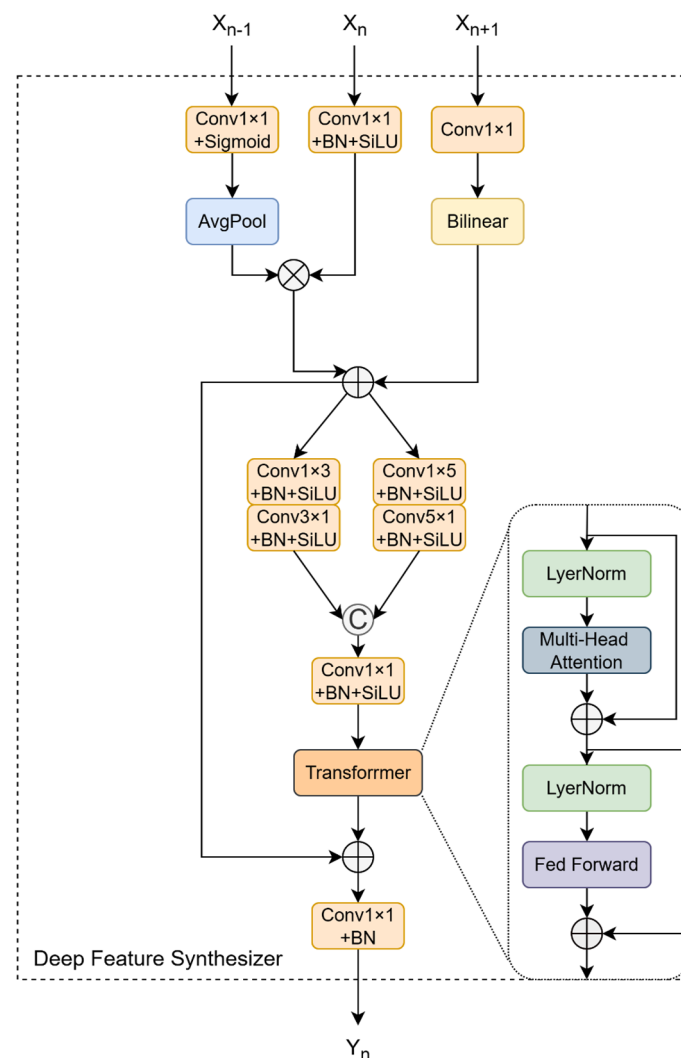 Xn-1
Xn
Xn+1
Conv1×1
+Sigmoid
Conv1×1
+BN+SiLU
Conv1×1
AvgPool
Bilinear
Conv1×3
+BN+SiLU
Conv3×1
+BN+SiLU
Conv1×5
+BN+SiLU
Conv5×1
+BN+SiLU
C
Conv1×1
+BN+SiLU
Transforrmer
Conv1×1
+BN
LyerNorm
Multi-Head
Attention
LyerNorm
Fed Forward
Deep Feature Synthesizer
Yn